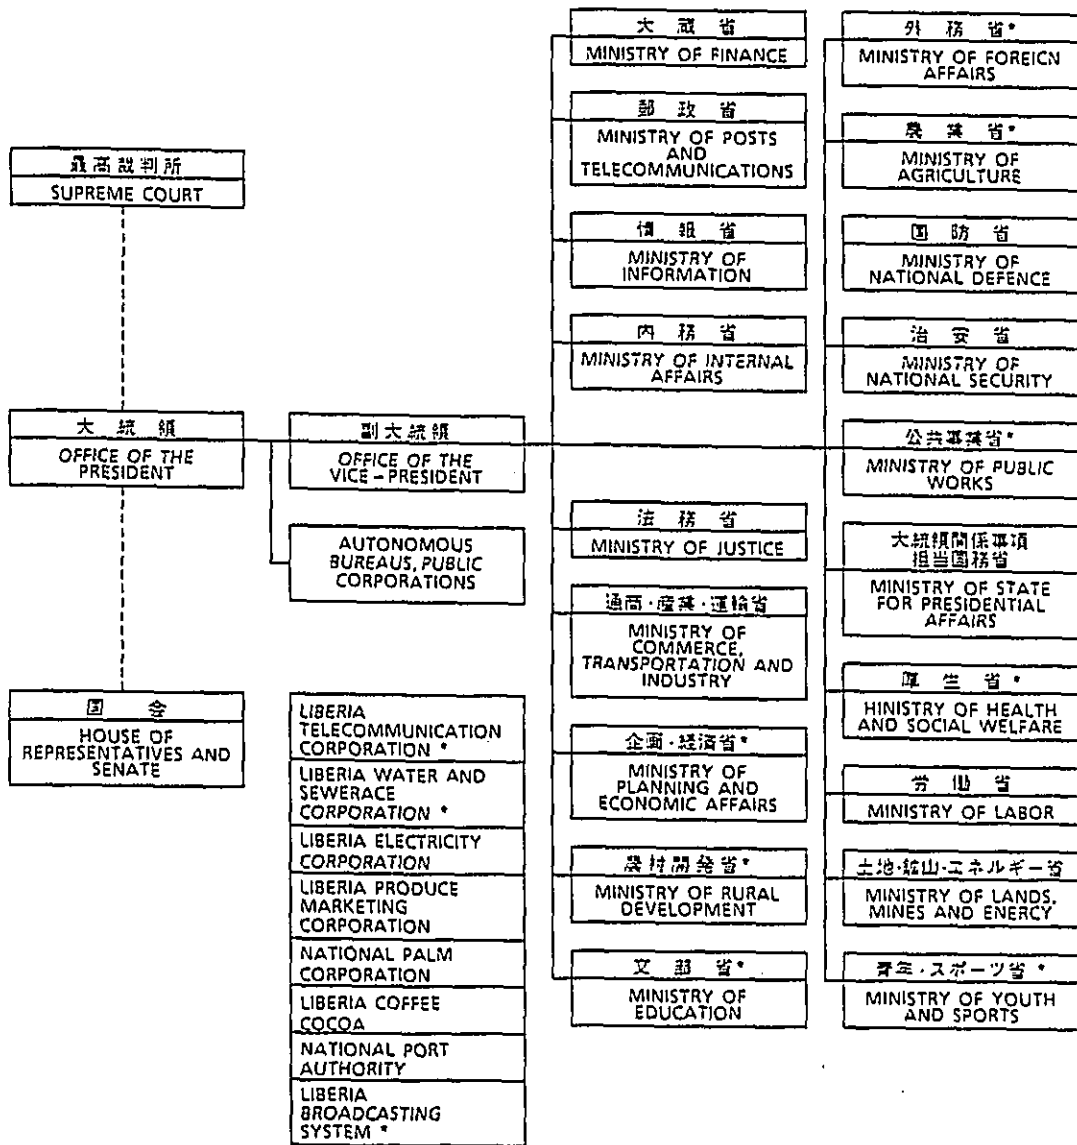 最高裁判所
SUPREME COURT
大統領
OFFICE OF THE
PRESIDENT
国会
HOUSE OF
REPRESENTATIVES AND
SENATE
副大統領
OFFICE OF THE
VICE-PRESIDENT
AUTONOMOUS
BUREAUS, PUBLIC
CORPORATIONS
LIBERIA
TELECOMMUNICATION
CORPORATION *
LIBERIA WATER AND
SEWERACE
CORPORATION *
LIBERIA ELECTRICITY
CORPORATION
LIBERIA PRODUCE
MARKETING
CORPORATION
NATIONAL PALM
CORPORATION
LIBERIA COFFEE
COCOA
NATIONAL PORT
AUTHORITY
LIBERIA
BROADCASTING
SYSTEM *
大蔵省
MINISTRY OF FINANCE
郵政省
MINISTRY OF POSTS
AND
TELECOMMUNICATIONS
情報省
MINISTRY OF
INFORMATION
内務省
MINISTRY OF INTERNAL
AFFAIRS
法務省
MINISTRY OF JUSTICE
通商・産業・運輸省
MINISTRY OF
COMMERCE,
TRANSPORTATION AND
INDUSTRY
企画・経済省*
MINISTRY OF
PLANNING AND
ECONOMIC AFFAIRS
農村開発省*
MINISTRY OF RURAL
DEVELOPMENT
文部省*
MINISTRY OF
EDUCATION
外務省*
MINISTRY OF FOREIGN
AFFAIRS
農業省*
MINISTRY OF
AGRICULTURE
国防省
MINISTRY OF
NATIONAL DEFENCE
治安省
MINISTRY OF
NATIONAL SECURITY
公共事業省*
MINISTRY OF PUBLIC
WORKS
大統領関係事項
担当国務省
MINISTRY OF STATE
FOR PRESIDENTIAL
AFFAIRS
厚生省*
HINISTRY OF HEALTH
AND SOCIAL WELFARE
労働省
MINISTRY OF LABOR
土地・鉱山・エネルギー省
MINISTRY OF LANDS,
MINES AND ENERCY
青年・スポーツ省*
MINISTRY OF YOUTH
AND SPORTS